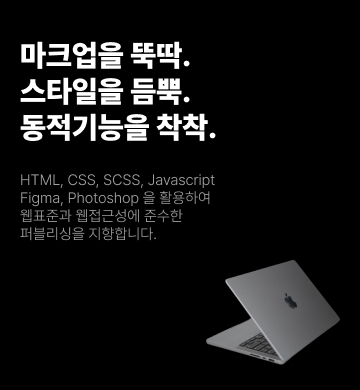 마크업을 뚝딱.
스타일을 듬뿍.
동적기능을 착착.
HTML, CSS, SCSS, Javascript
Figma, Photoshop 을 활용하여
웹표준과 웹접근성에 준수한
퍼블리싱을 지향합니다.